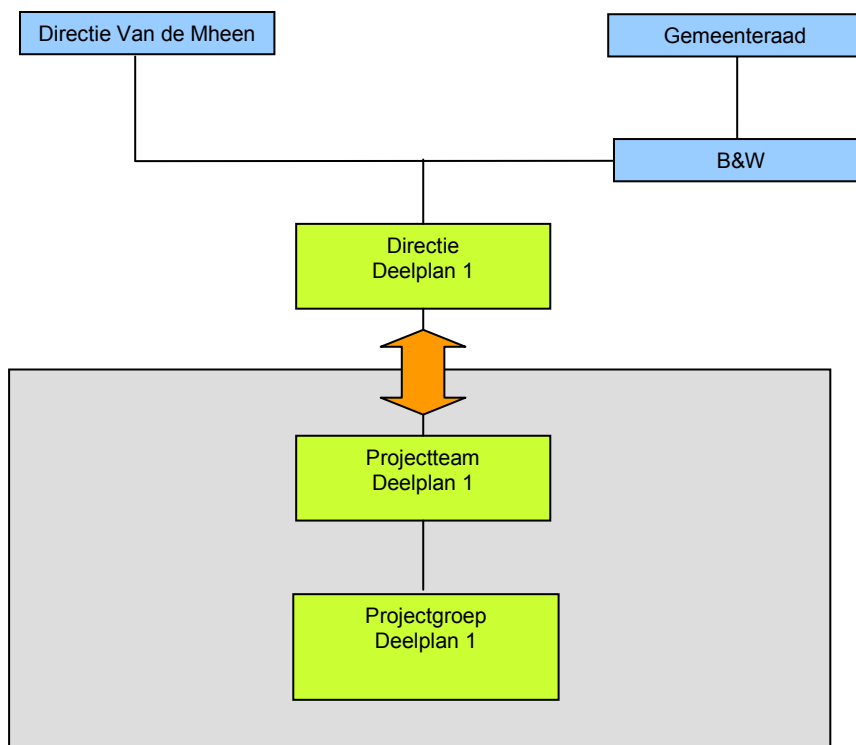 Directie Van de Mheen
Gemeenteraad
B&W
Directie
Deelplan 1
Projectteam
Deelplan 1
Projectgroep
Deelplan 1